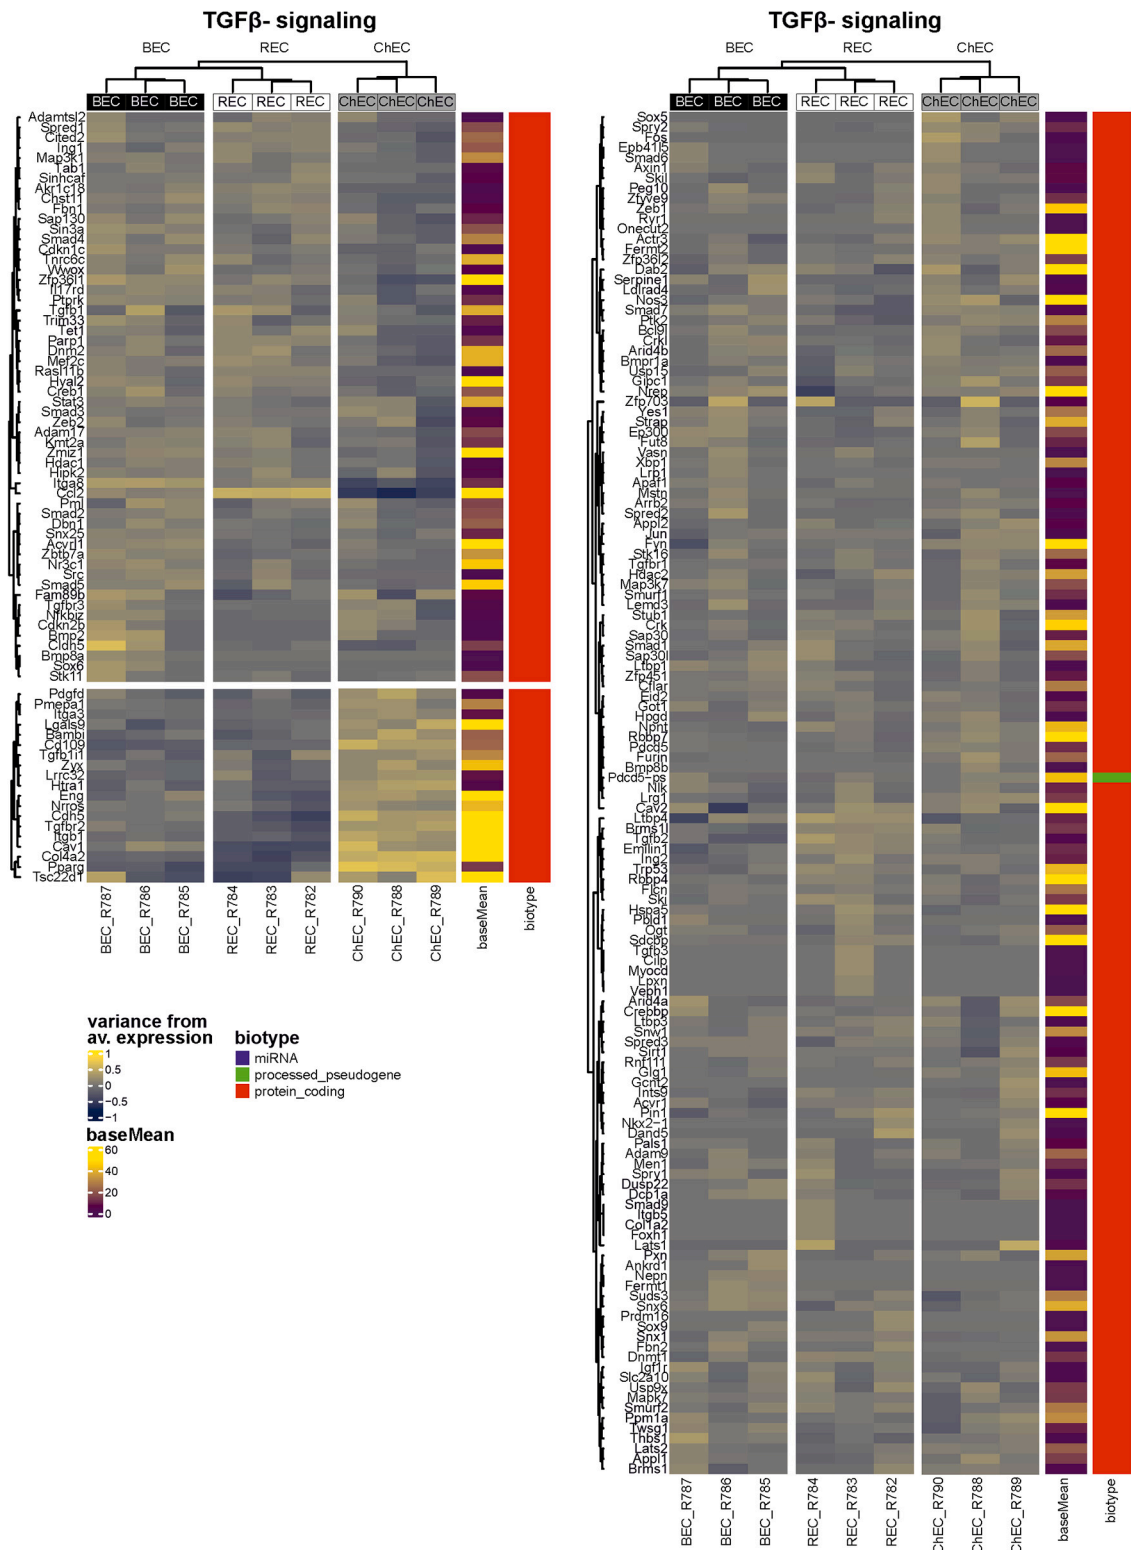 TGFβ- signaling
BEC REC ChEC
BEC BEC BEC REC REC REC ChEC ChEC ChEC
Adamtsl2
Spred1
Cited2
Ing1
Map3k1
Tab1
Sinhcaf
Akr1c18
Chst11
Fbn1
Sap130
Sin3a
Smad4
Cdkn1c
Tnrc6c
Wwox
Zfp36l1
Il17rd
Ptprk
Tgfb1
Trim33
Tet1
Parp1
Dnm2
Mef2c
Rasl11b
Hyal2
Creb1
Stat3
Smad3
Zeb2
Adam17
Kmt2a
Zmiz1
Hdac1
Hipk2
Itga8
Ccl2
Pml
Smad2
Dbn1
Snx25
Acvrl1
Zbtb7a
Nr3c1
Src
Smad5
Fam89b
Tgfbr3
Nfkbiz
Cdkn2b
Bmp2
Cldn5
Bmp8a
Sox6
Stk11
Pdgfd
Pmepa1
Itga3
Lgals9
Bambi
Cd109
Tgfb1i1
Zyx
Lrrc32
Htra1
Eng
Nrros
Cdh5
Tgfbr2
Itgb1
Cav1
Col4a2
Pparg
Tsc22d1
BEC_R787
BEC_R786
BEC_R785
REC_R784
REC_R783
REC_R782
ChEC_R790
ChEC_R788
ChEC_R789
baseMean
biotype
variance from
av. expression
1
0.5
0
−0.5
−1
baseMean
60
40
20
0
biotype
miRNA
processed_pseudogene
protein_coding
TGFβ- signaling
BEC REC ChEC
BEC BEC BEC REC REC REC ChEC ChEC ChEC
Sox5
Spry2
Fos
Epb41l5
Smad6
Axin1
Skil
Peg10
Zfyve9
Zeb1
Ryr1
Onecut2
Actr3
Fermt2
Zfp36l2
Dab2
Serpine1
Ldlrad4
Nos3
Smad7
Ptk2
Bcl9l
Crkl
Arid4b
Bmpr1a
Usp15
Gipc1
Nrep
Zfp703
Yes1
Strap
Ep300
Fut8
Vasn
Xbp1
Lrp1
Apaf1
Mstn
Arrb2
Spred2
Appl2
Jun
Fyn
Stk16
Tgfbr1
Hdac2
Map3k7
Smurf1
Lemd3
Stub1
Crk
Sap30
Smad1
Sap30l
Ltbp1
Zfp451
Cflar
Eid2
Got1
Hpgd
Npnt
Rbbp7
Pdcd5
Furin
Bmp8b
Pdcd5−ps
Nlk
Lrg1
Cav2
Ltbp4
Brms1l
Tgfb2
Emilin1
Ing2
Trp53
Rbbp4
Flcn
Ski
Hspa5
Pbld1
Ogt
Sdcbp
Tgfb3
Cilp
Myocd
Lpxn
Veph1
Arid4a
Crebbp
Ltbp3
Snw1
Spred3
Sirt1
Rnf111
Glg1
Gcnt2
Ints9
Acvr1
Pin1
Nkx2−1
Dand5
Pals1
Adam9
Men1
Spry1
Dusp22
Dcp1a
Smad9
Itgb5
Col1a2
Foxh1
Lats1
Pxn
Ankrd1
Nepn
Fermt1
Suds3
Snx6
Prdm16
Sox9
Snx1
Fbn2
Dnmt1
Igf1r
Slc2a10
Usp9x
Mapk7
Smurf2
Ppm1a
Twsg1
Thbs1
Lats2
Appl1
Brms1
BEC_R787
BEC_R786
BEC_R785
REC_R784
REC_R783
REC_R782
ChEC_R790
ChEC_R788
ChEC_R789
baseMean
biotype